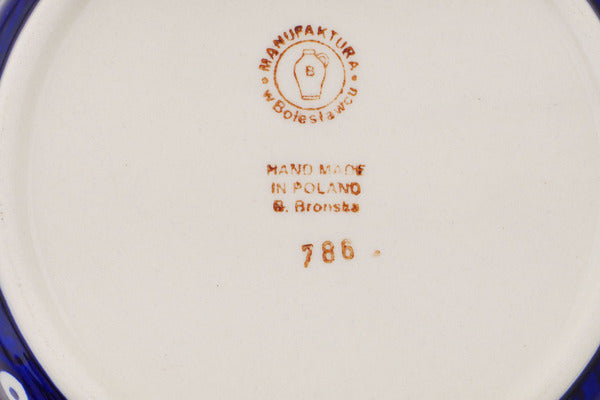 MANUFAKTURA
w Bolesławcu
B
HAND MADE
IN POLAND
B. Bronska
786